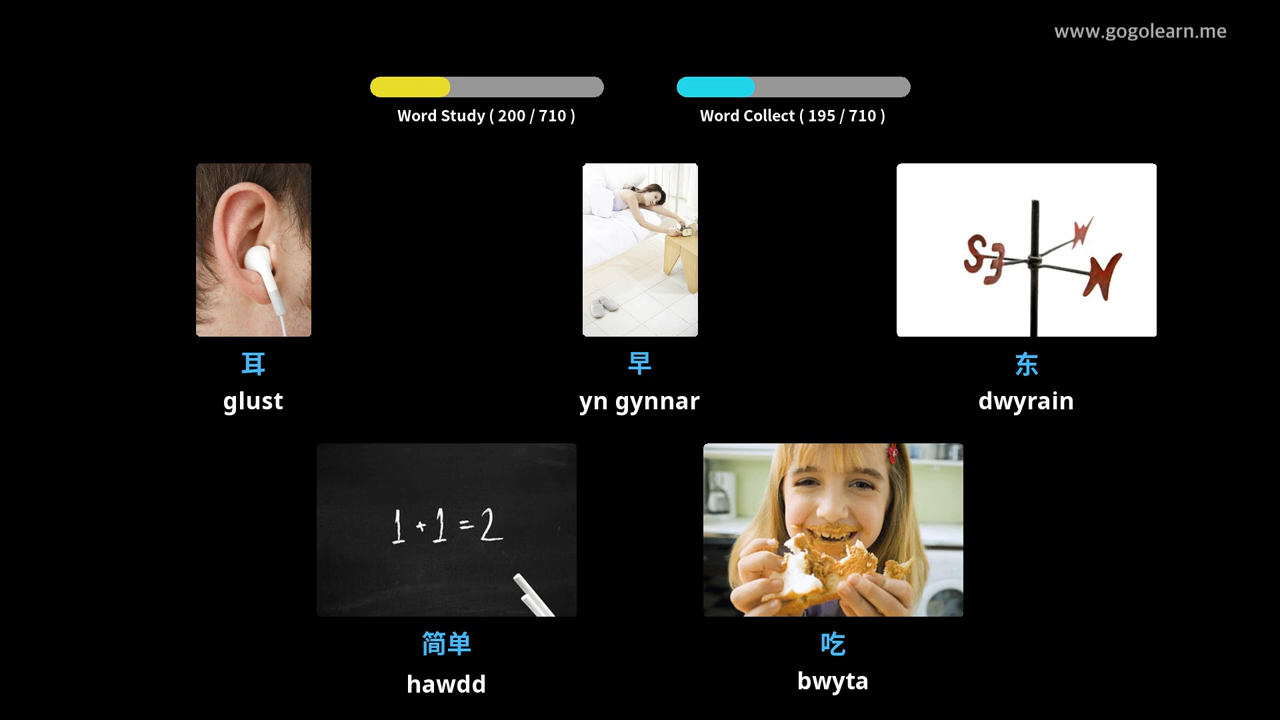 www.gogolearn.me
Word Study ( 200 / 710 )
Word Collect ( 195 / 710 )
耳
glust
早
yn gynnar
东
dwyrain
S E N W
1 + 1 = 2
简单
hawdd
吃
bwyta